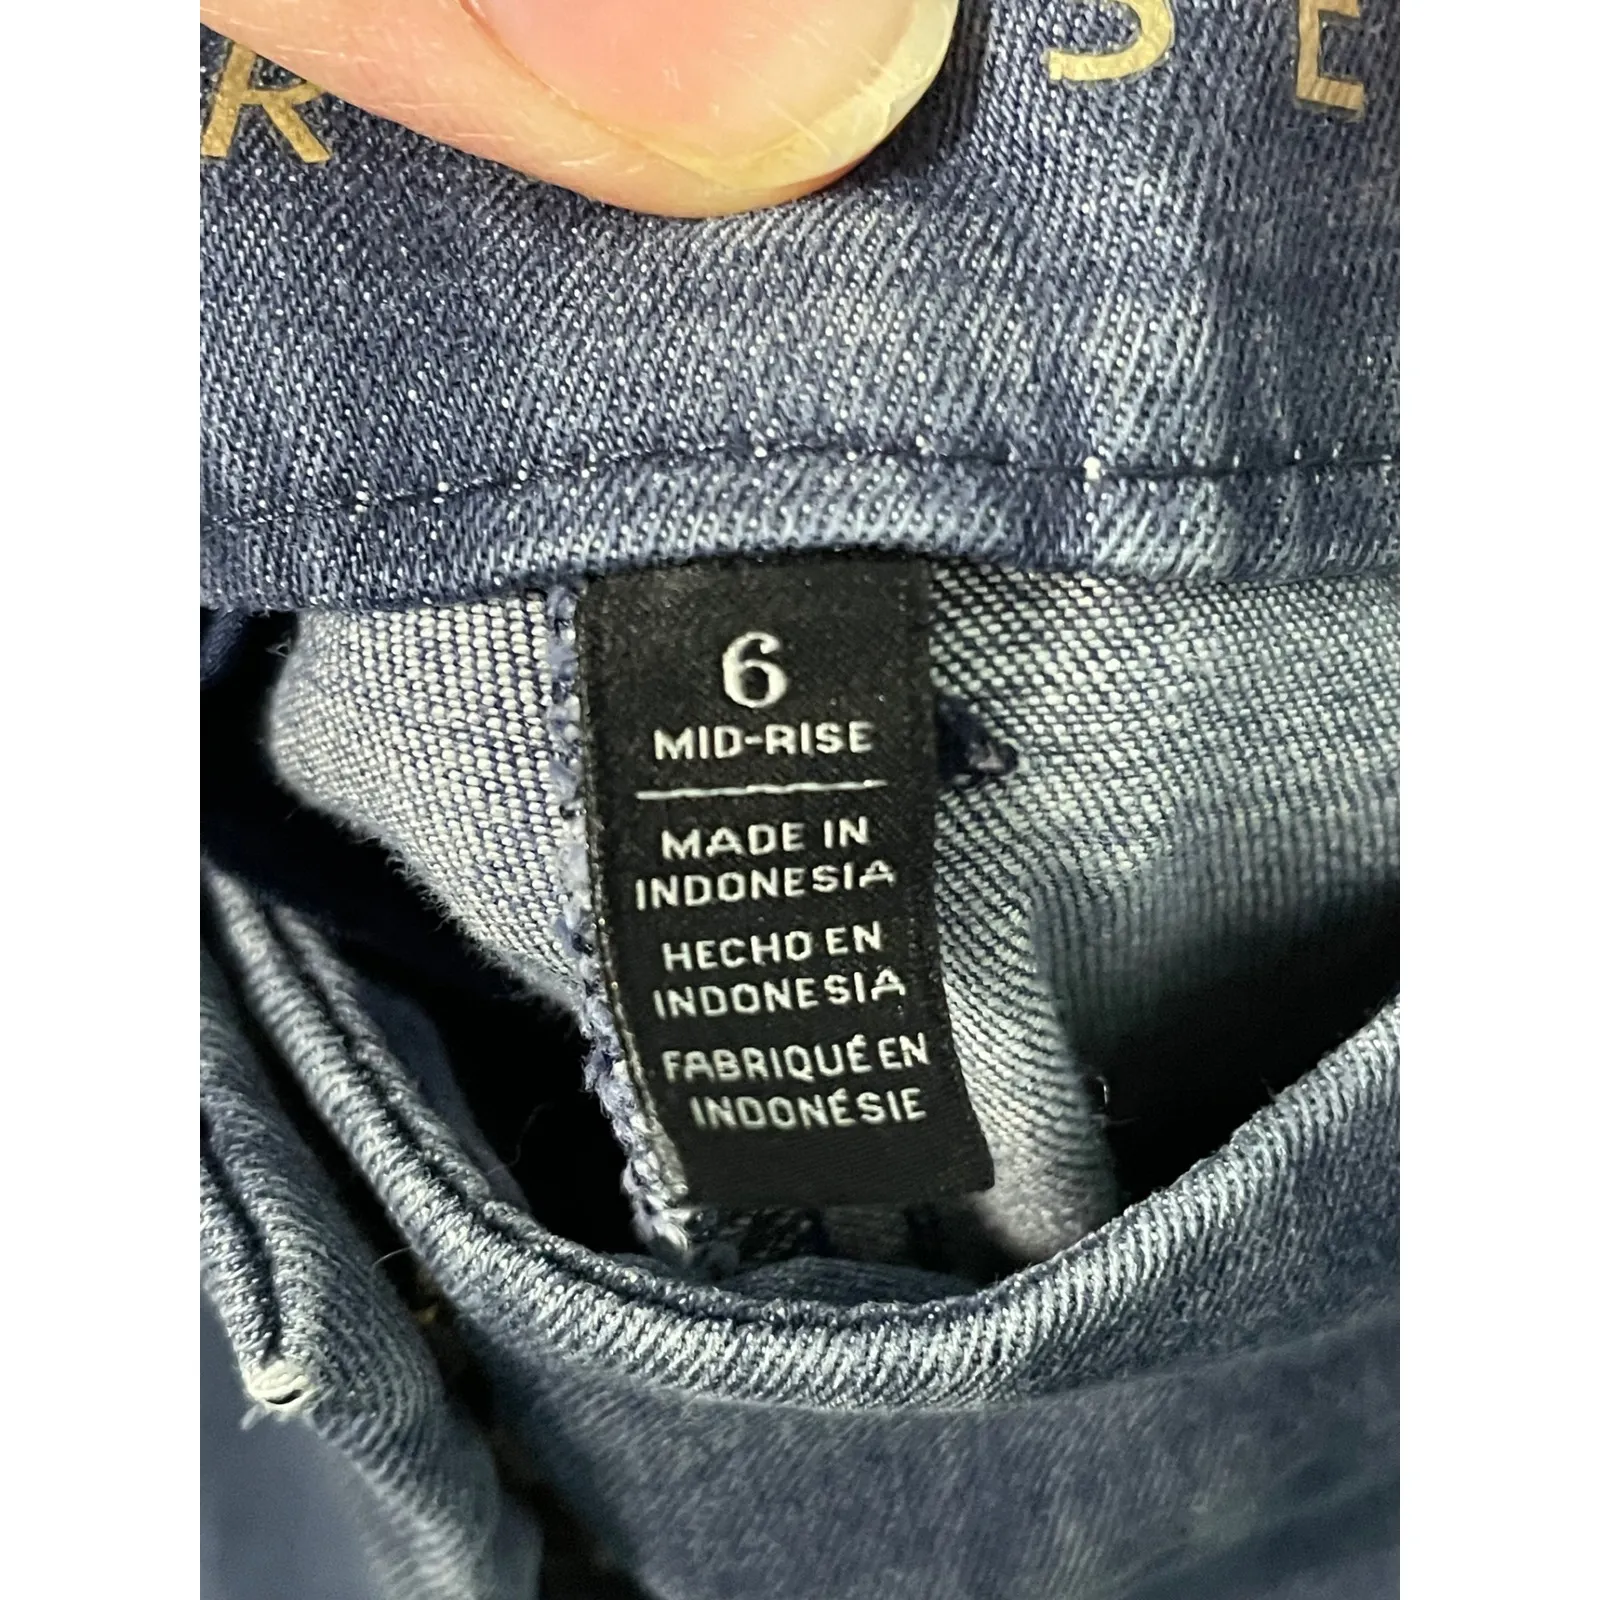 R S E
6
MID-RISE
MADE IN
INDONESIA
HECHO EN
INDONESIA
FABRIQUÉ EN
INDONÉSIE